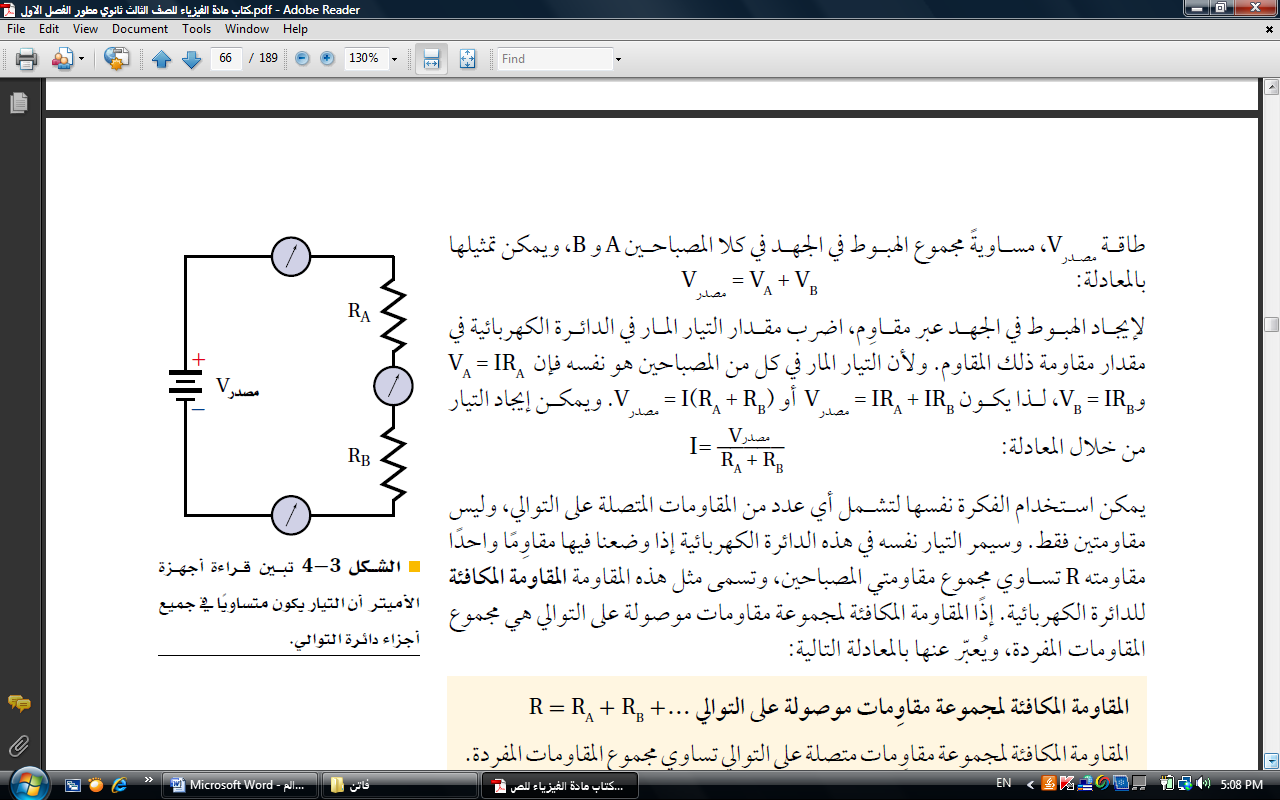 كتاب مادة الفيزياء للصف الثالث ثانوي مطور الفصل الاول.pdf - Adobe Reader
File Edit View Document Tools Window Help
66 / 189 130% Find
طاقة Vمصدر، مساويةً مجموع الهبوط في الجهد في كلا المصباحين A و B، ويمكن تمثيلها
بالمعادلة: Vمصدر = VA + VB
لإيجاد الهبوط في الجهد عبر مقاوِم، اضرب مقدار التيار المار في الدائرة الكهربائية في
مقدار مقاومة ذلك المقاوم. ولأن التيار المار في كل من المصباحين هو نفسه فإن VA = IRA
وVB = IRB، لذا يكون Vمصدر = IRA + IRB أو Vمصدر = I(RA + RB). ويمكن إيجاد التيار
من خلال المعادلة: I= Vمصدر / RA + RB
يمكن استخدام الفكرة نفسها لتشمل أي عدد من المقاومات المتصلة على التوالي، وليس
مقاومتين فقط. وسيمر التيار نفسه في هذه الدائرة الكهربائية إذا وضعنا فيها مقاوِمًا واحدًا
مقاومته R تساوي مجموع مقاومتي المصباحين، وتسمى مثل هذه المقاومة المقاومة المكافئة
للدائرة الكهربائية. إذًا المقاومة المكافئة لمجموعة مقاومات موصولة على التوالي هي مجموع
المقاومات المفردة، ويُعبّر عنها بالمعادلة التالية:
المقاومة المكافئة لمجموعة مقاوِمات موصولة على التوالي R = RA + RB +...
المقاومة المكافئة لمجموعة مقاوِمات متصلة على التوالي تساوي مجموع المقاومات المفردة.
RA
+
Vمصدر
−
RB
الشكل 3–4 تبين قراءة أجهزة
الأميتر أن التيار يكون متساويًا في جميع
أجزاء دائرة التوالي.
Microsoft Word - الم...
فاتن
كتاب مادة الفيزياء للص...
EN
5:08 PM